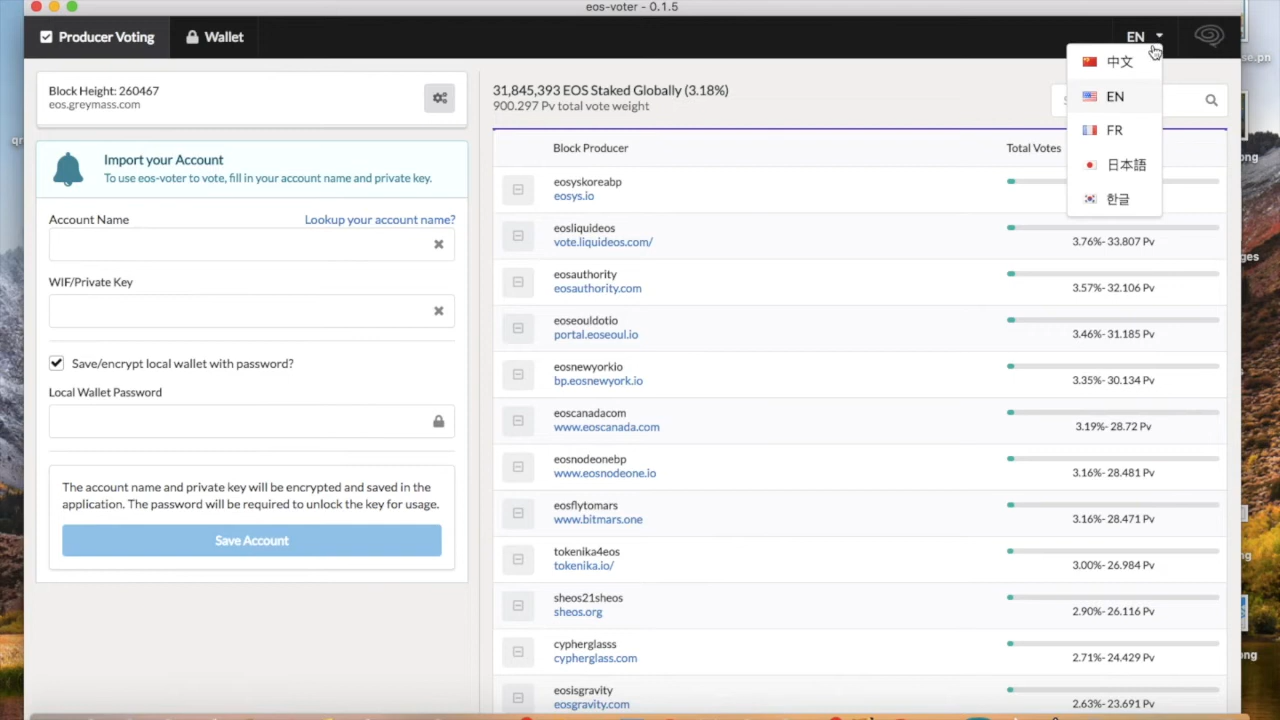 eos-voter - 0.1.5
Producer Voting
Wallet
EN
中文
EN
FR
日本語
한글
Block Height: 260467
eos.greymass.com
Import your Account
To use eos-voter to vote, fill in your account name and private key.
Account Name
Lookup your account name?
WIF/Private Key
Save/encrypt local wallet with password?
Local Wallet Password
The account name and private key will be encrypted and saved in the
application. The password will be required to unlock the key for usage.
Save Account
31,845,393 EOS Staked Globally (3.18%)
900.297 Pv total vote weight
Block Producer
Total Votes
eosyskoreabp
eosys.io
eosliquideos
vote.liquideos.com/
3.76%- 33.807 Pv
eosauthority
eosauthority.com
3.57%- 32.106 Pv
eoseouldotio
portal.eoseoul.io
3.46%- 31.185 Pv
eosnewyorkio
bp.eosnewyork.io
3.35%- 30.134 Pv
eoscanadacom
www.eoscanada.com
3.19%- 28.72 Pv
eosnodeonebp
www.eosnodeone.io
3.16%- 28.481 Pv
eosflytomars
www.bitmars.one
3.16%- 28.471 Pv
tokenika4eos
tokenika.io/
3.00%- 26.984 Pv
sheos21sheos
sheos.org
2.90%- 26.116 Pv
cypherglasss
cypherglass.com
2.71%- 24.429 Pv
eosisgravity
eosgravity.com
2.63%- 23.691 Pv